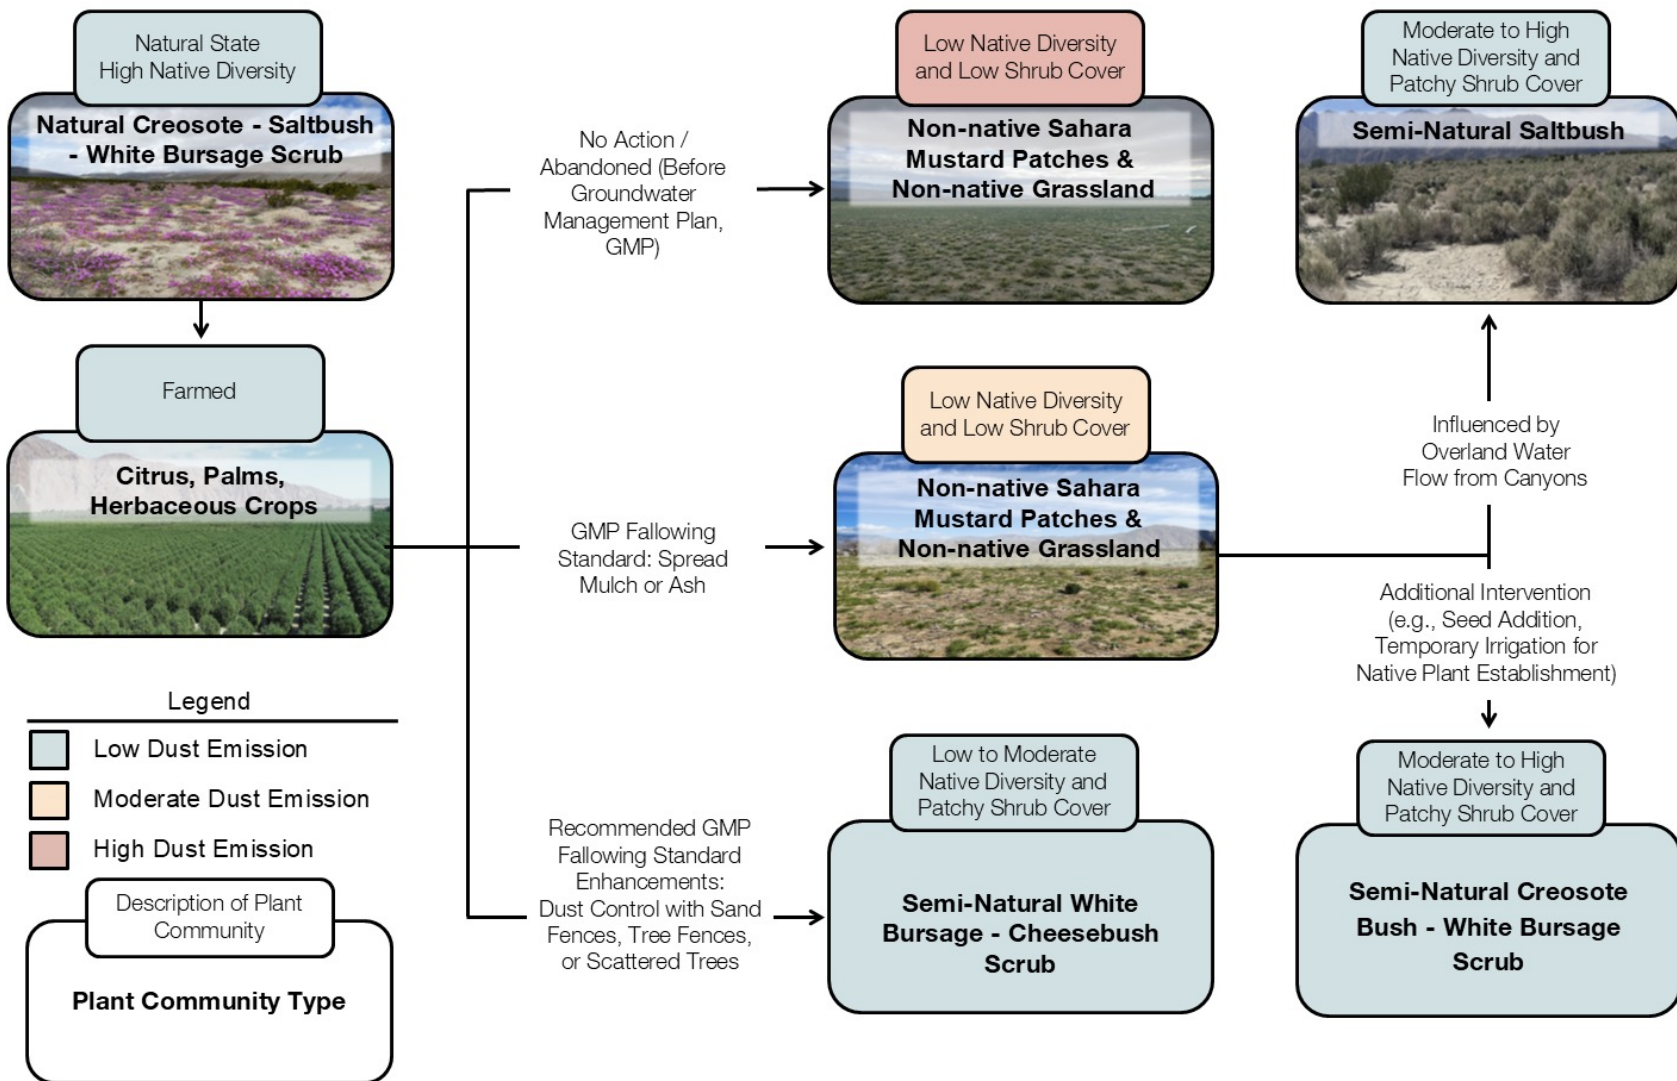 Natural State
High Native Diversity
Natural Creosote - Saltbush
- White Bursage Scrub
Farmed
Citrus, Palms,
Herbaceous Crops
Legend
Low Dust Emission
Moderate Dust Emission
High Dust Emission
Description of Plant
Community
Plant Community Type
No Action /
Abandoned (Before
Groundwater
Management Plan,
GMP)
GMP Fallowing
Standard: Spread
Mulch or Ash
Recommended GMP
Fallowing Standard
Enhancements:
Dust Control with Sand
Fences, Tree Fences,
or Scattered Trees
Low Native Diversity
and Low Shrub Cover
Non-native Sahara
Mustard Patches &
Non-native Grassland
Low Native Diversity
and Low Shrub Cover
Non-native Sahara
Mustard Patches &
Non-native Grassland
Low to Moderate
Native Diversity and
Patchy Shrub Cover
Semi-Natural White
Bursage - Cheesebush
Scrub
Moderate to High
Native Diversity and
Patchy Shrub Cover
Semi-Natural Saltbush
Influenced by
Overland Water
Flow from Canyons
Additional Intervention
(e.g., Seed Addition,
Temporary Irrigation for
Native Plant Establishment)
Moderate to High
Native Diversity and
Patchy Shrub Cover
Semi-Natural Creosote
Bush - White Bursage
Scrub